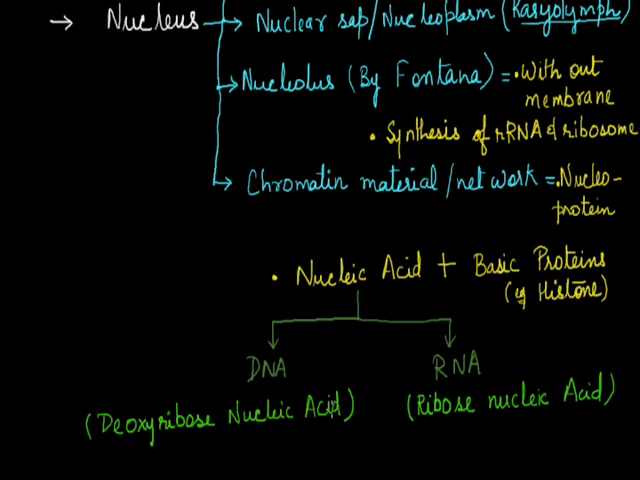 → Nucleus → Nuclear sap/Nucleoplasm (Karyolymph)
→ Nucleolus (By Fontana) = • With out
membrane
• Synthesis of rRNA & ribosome
→ Chromatin material/net work = • Nucleo-
protein
• Nucleic Acid + Basic Proteins
(eg Histone)
DNA RNA
(Deoxyribose Nucleic Acid) (Ribose nucleic Acid)